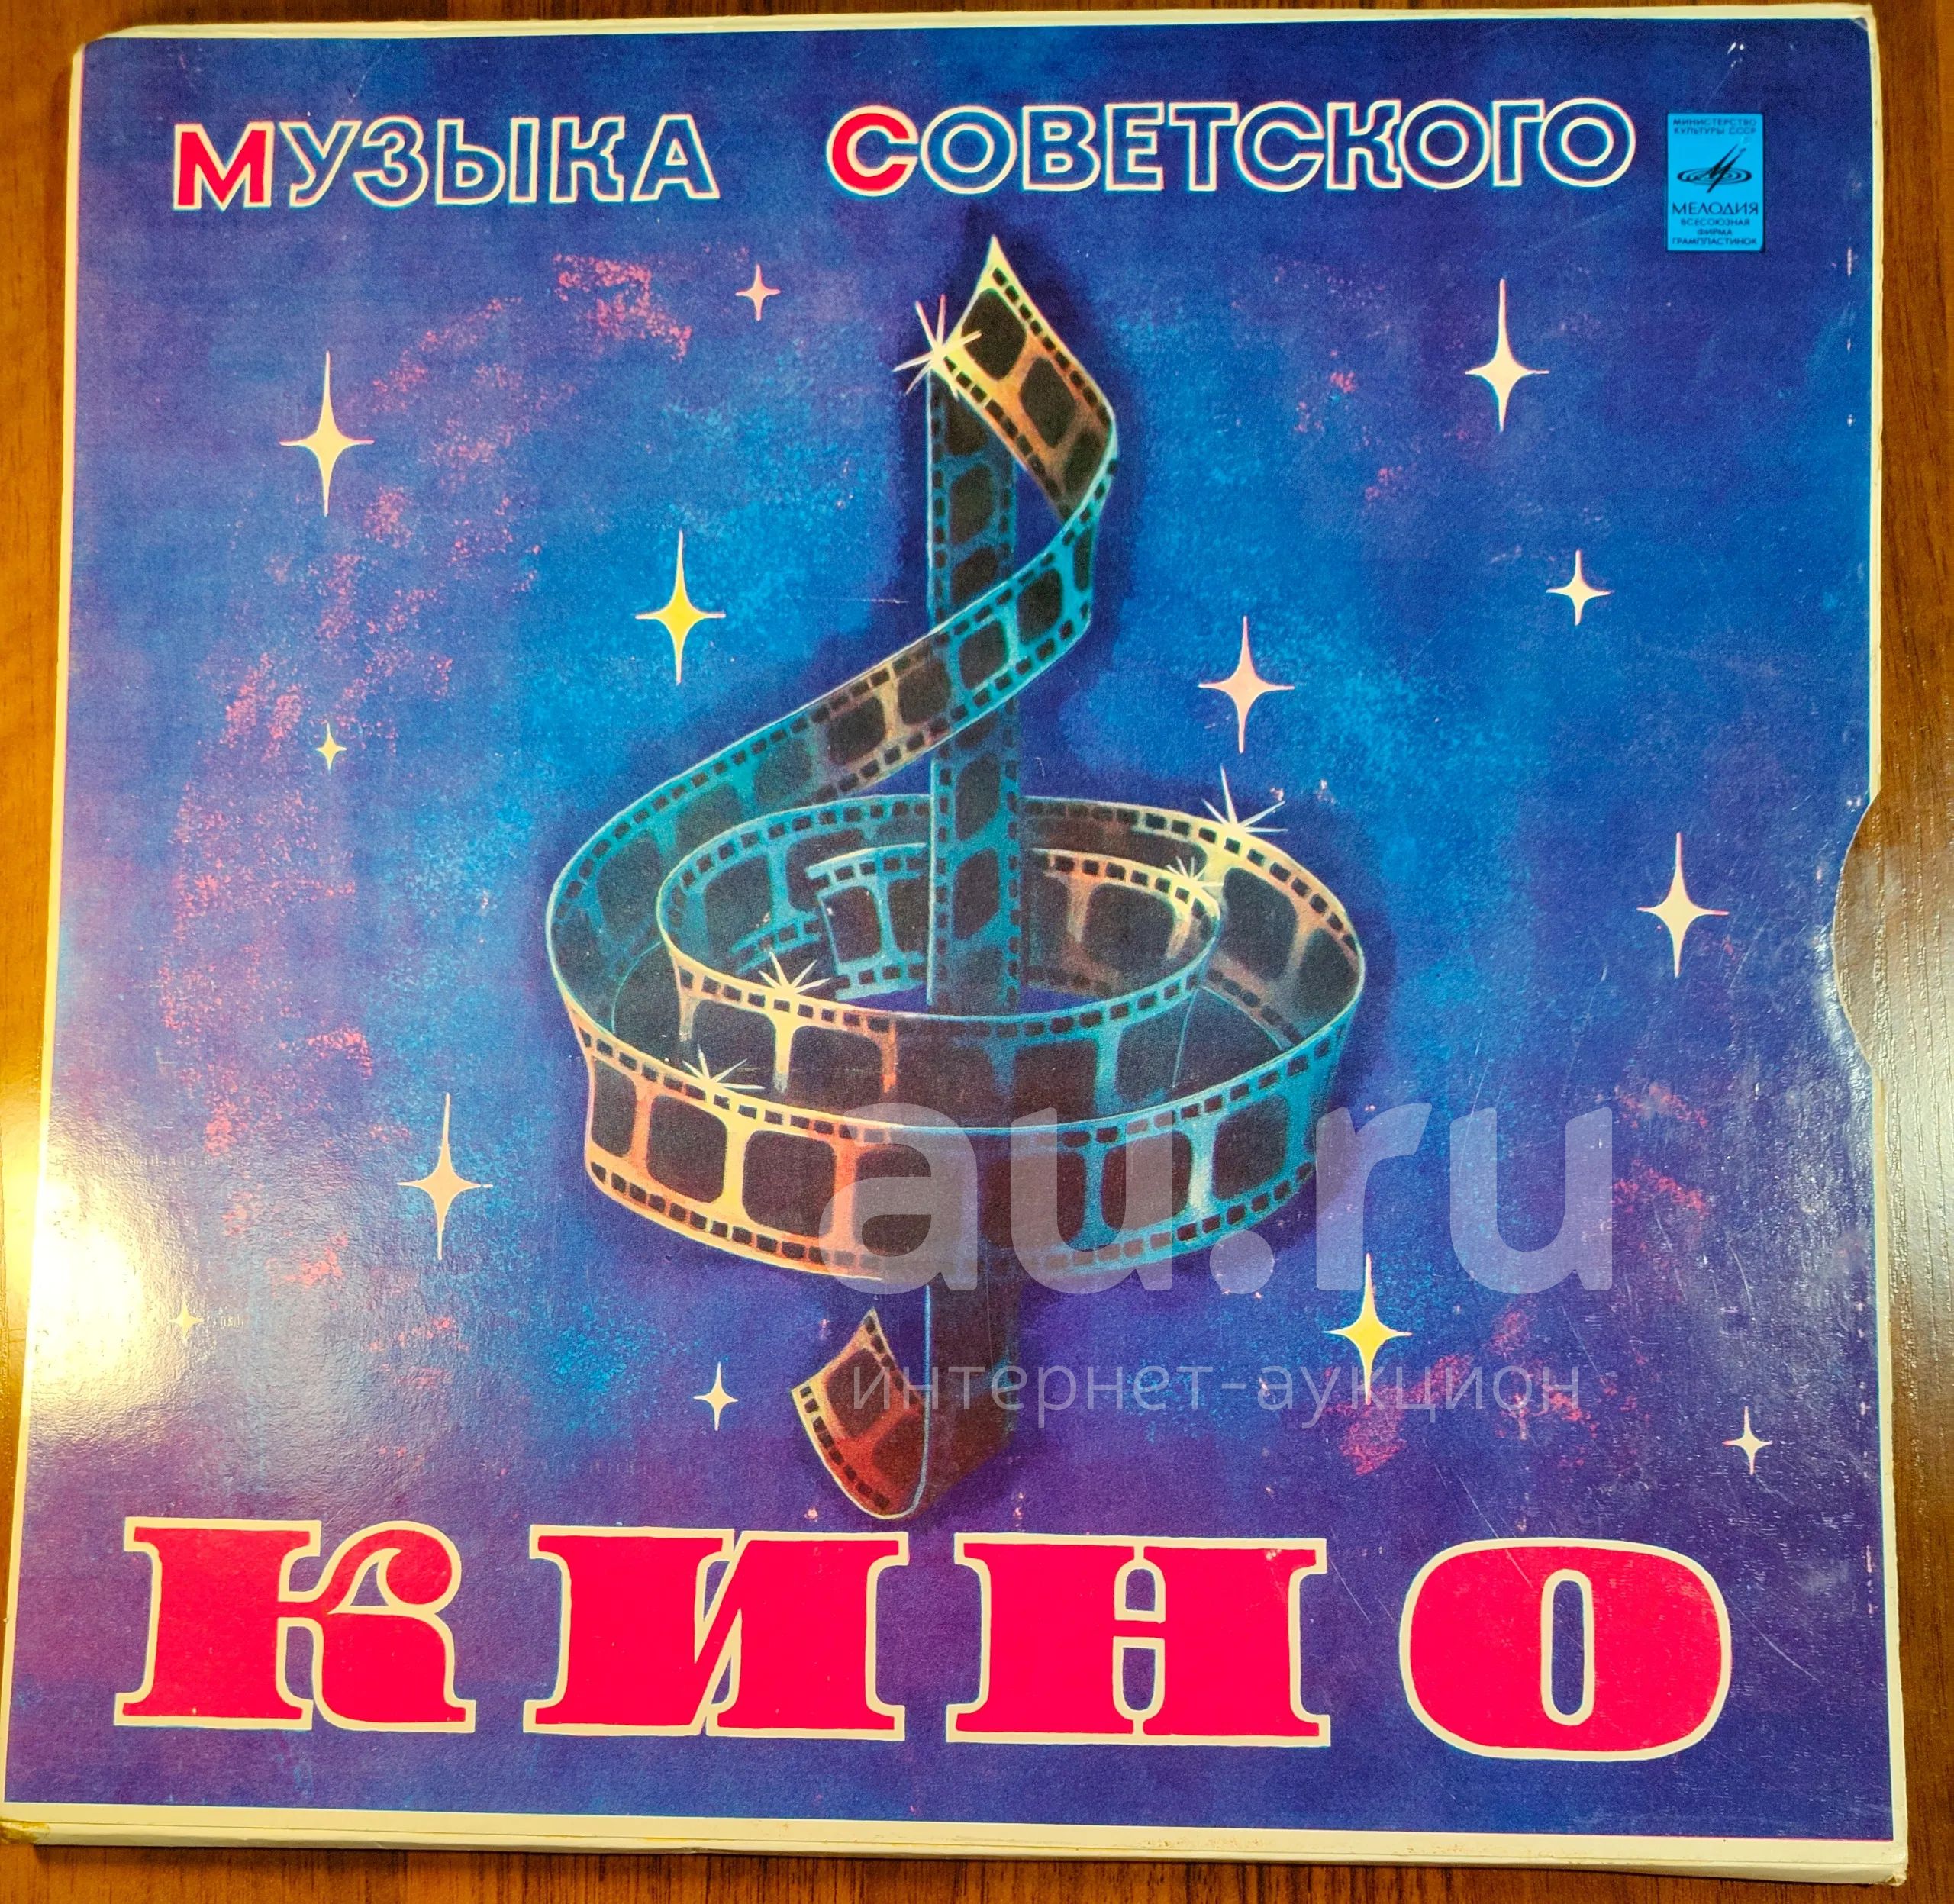 МУЗЫКА СОВЕТСКОГО
МИНИСТЕРСТВО
КУЛЬТУРЫ СССР
МЕЛОДИЯ
ВСЕСОЮЗНАЯ
ФИРМА
ГРАМПЛАСТИНОК
au.ru
интернет-аукцион
КИНО